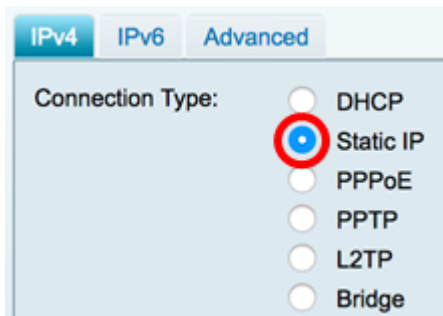 IPv4 IPv6 Advanced
Connection Type: DHCP
Static IP
PPPoE
PPTP
L2TP
Bridge